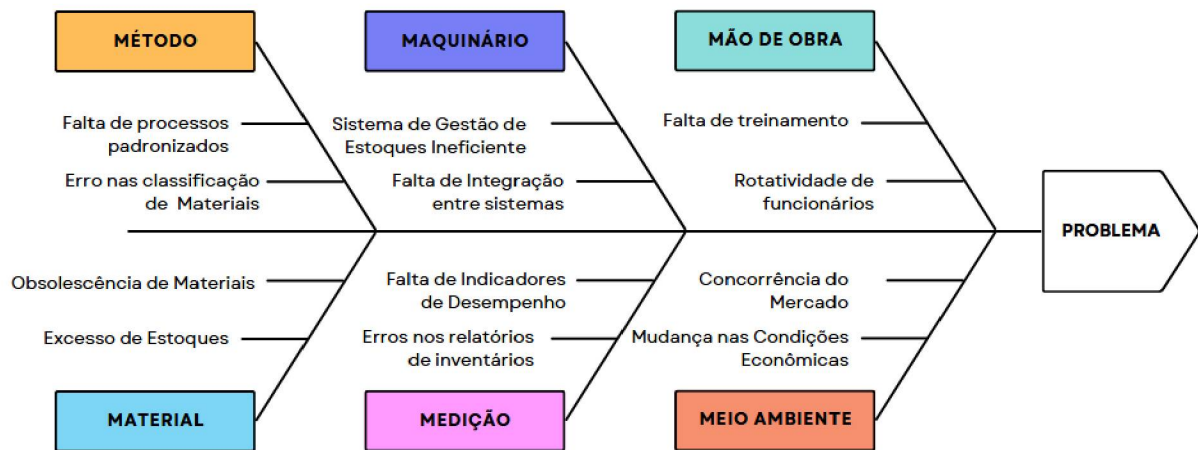 MÉTODO
MAQUINÁRIO
MÃO DE OBRA
Falta de processos
padronizados
Erro nas classificação
de Materiais
Sistema de Gestão de
Estoques Ineficiente
Falta de Integração
entre sistemas
Falta de treinamento
Rotatividade de
funcionários
PROBLEMA
Obsolescência de Materiais
Excesso de Estoques
Falta de Indicadores
de Desempenho
Erros nos relatórios
de inventários
Concorrência do
Mercado
Mudança nas Condições
Econômicas
MATERIAL
MEDIÇÃO
MEIO AMBIENTE